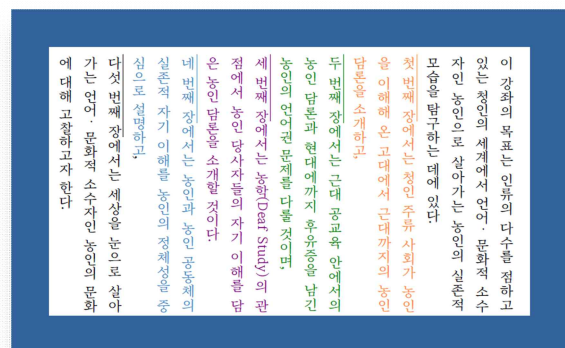 이 강좌의 목표는 인류의 다수를 점하고
있는 청인의 세계에서 언어·문화적 소수
자인 농인으로 살아가는 농인의 실존적
모습을 탐구하는 데에 있다.
첫 번째 장에서는 청인 주류 사회가 농인
을 이해해 온 고대에서 근대까지의 농인
담론을 소개하고,
두 번째 장에서는 근대 공교육 안에서의
농인 담론과 현대에까지 후유증을 남긴
농인의 언어권 문제를 다룰 것이며,
세 번째 장에서는 농학(Deaf Study)의 관
점에서 농인 당사자들의 자기 이해를 담
은 농인 담론을 소개할 것이다.
네 번째 장에서는 농인과 농인 공동체의
실존적 자기 이해를 농인의 정체성을 중
심으로 설명하고,
다섯 번째 장에서는 세상을 눈으로 살아
가는 언어·문화적 소수자인 농인의 문화
에 대해 고찰하고자 한다.